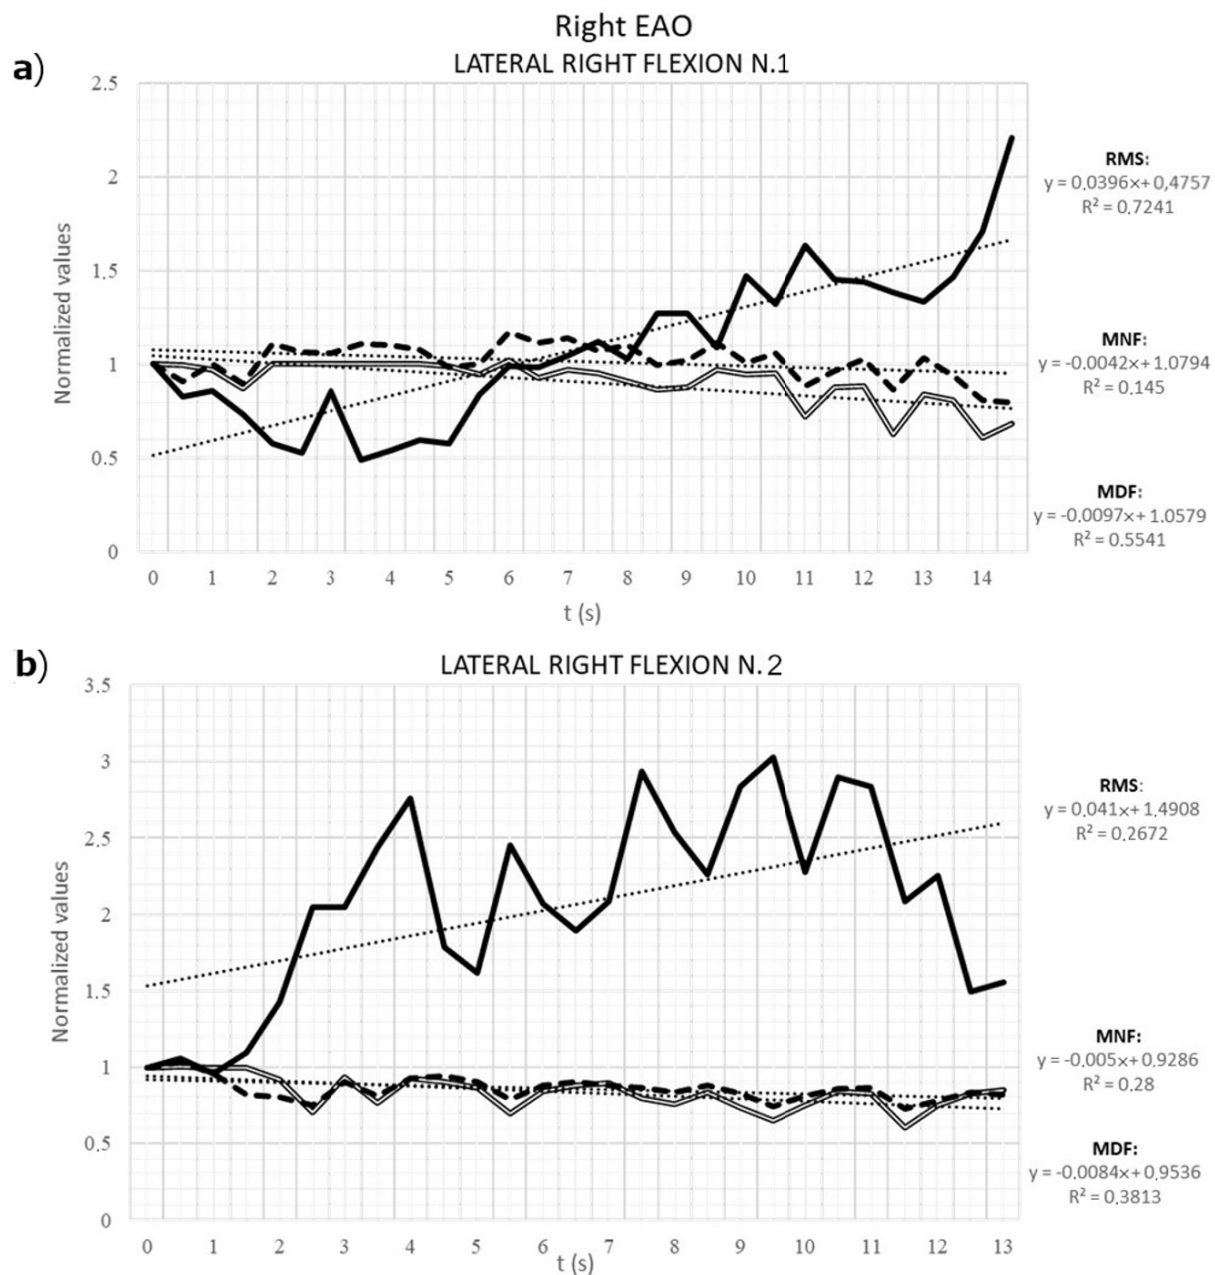 Right EAO
a)
LATERAL RIGHT FLEXION N.1
2.5
2
1.5
1
0.5
0
Normalized values
0 1 2 3 4 5 6 7 8 9 10 11 12 13 14
t (s)
RMS:
y = 0.0396x+ 0.4757
R² = 0.7241
MNF:
y = -0.0042x+ 1.0794
R² = 0.145
MDF:
y = -0.0097x+ 1.0579
R² = 0.5541
b)
LATERAL RIGHT FLEXION N. 2
3.5
3
2.5
2
1.5
1
0.5
0
Normalized values
0 1 2 3 4 5 6 7 8 9 10 11 12 13
t (s)
RMS:
y = 0.041x+ 1.4908
R² = 0.2672
MNF:
y = -0.005x+ 0.9286
R² = 0.28
MDF:
y = -0.0084x+ 0.9536
R² = 0.3813